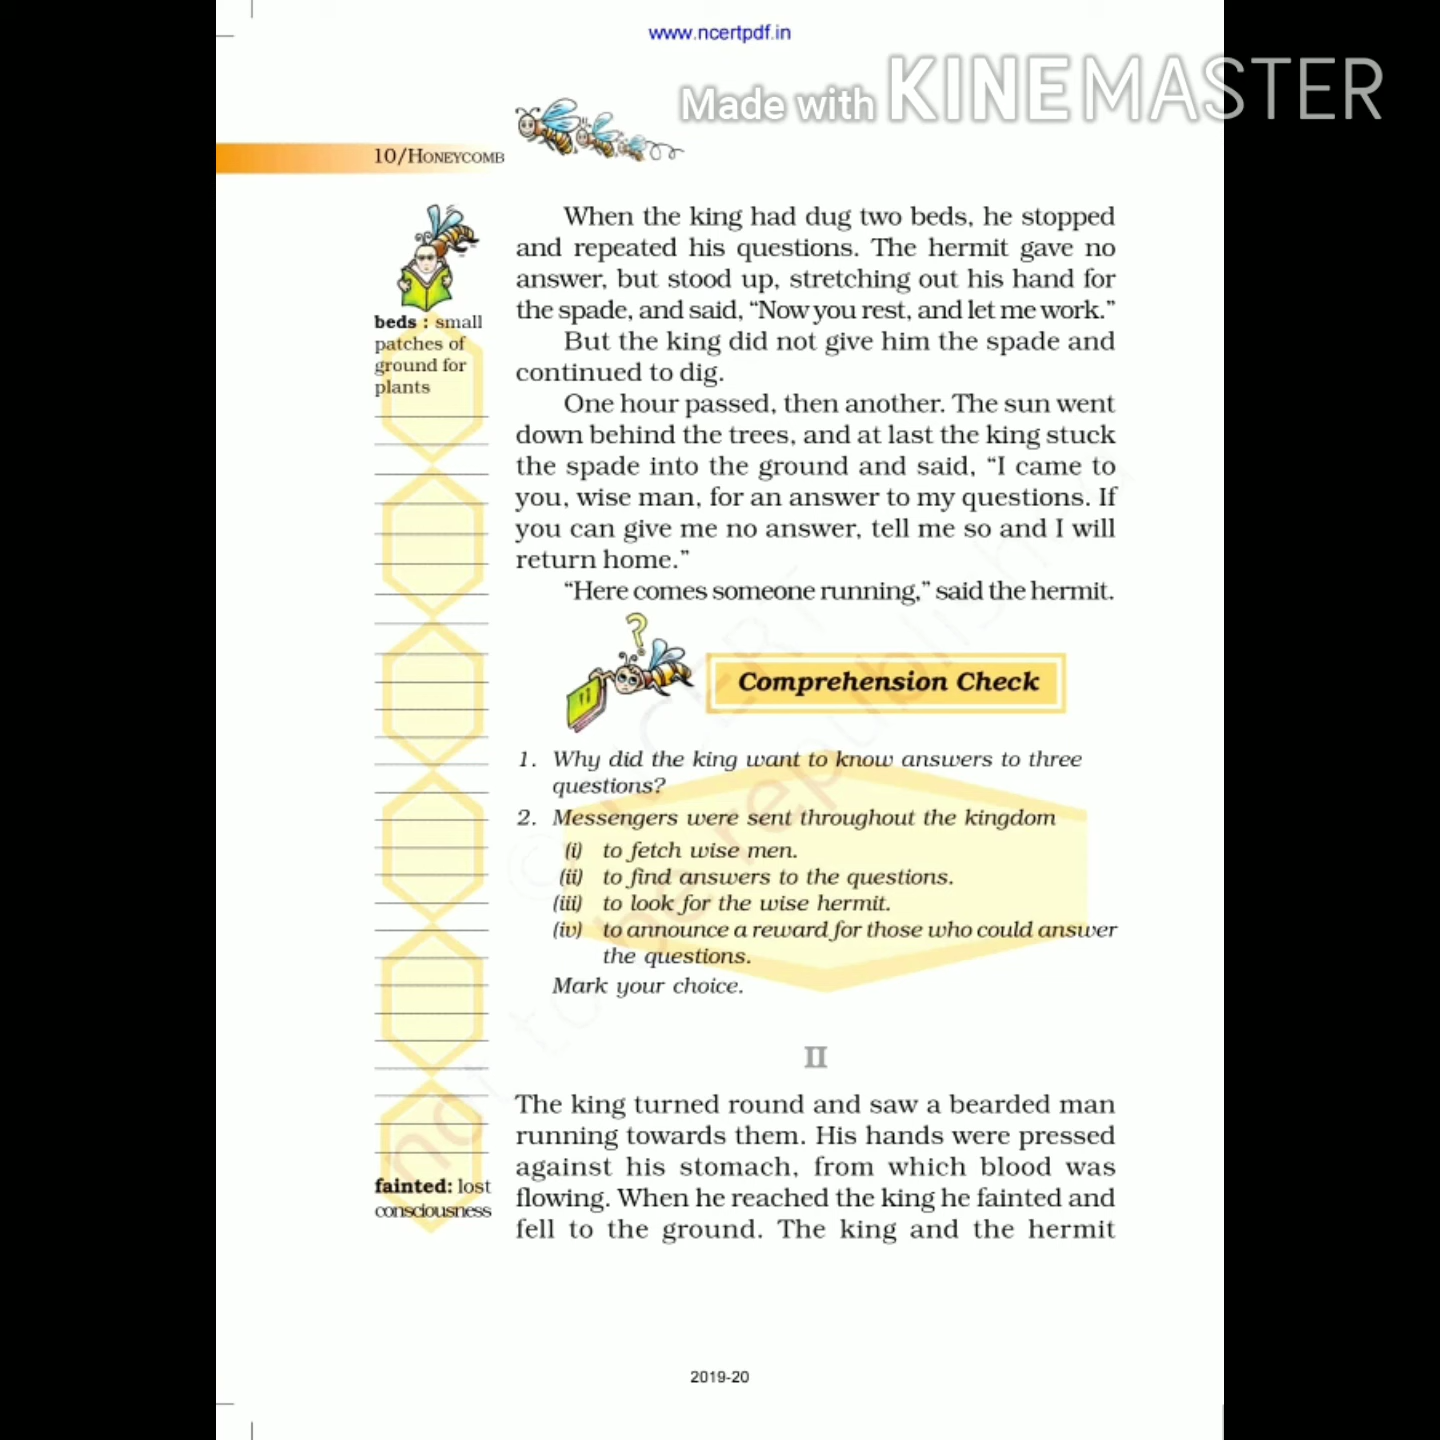 www.ncertpdf.in
Made with KINEMASTER
10/HONEYCOMB
When the king had dug two beds, he stopped
and repeated his questions. The hermit gave no
answer, but stood up, stretching out his hand for
the spade, and said, “Now you rest, and let me work.”
But the king did not give him the spade and
continued to dig.
One hour passed, then another. The sun went
down behind the trees, and at last the king stuck
the spade into the ground and said, “I came to
you, wise man, for an answer to my questions. If
you can give me no answer, tell me so and I will
return home.”
“Here comes someone running,” said the hermit.
beds : small
patches of
ground for
plants
?
Comprehension Check
1. Why did the king want to know answers to three
questions?
2. Messengers were sent throughout the kingdom
(i) to fetch wise men.
(ii) to find answers to the questions.
(iii) to look for the wise hermit.
(iv) to announce a reward for those who could answer
the questions.
Mark your choice.
II
The king turned round and saw a bearded man
running towards them. His hands were pressed
against his stomach, from which blood was
flowing. When he reached the king he fainted and
fell to the ground. The king and the hermit
fainted: lost
consciousness
© NCERT
not to be republished
2019-20